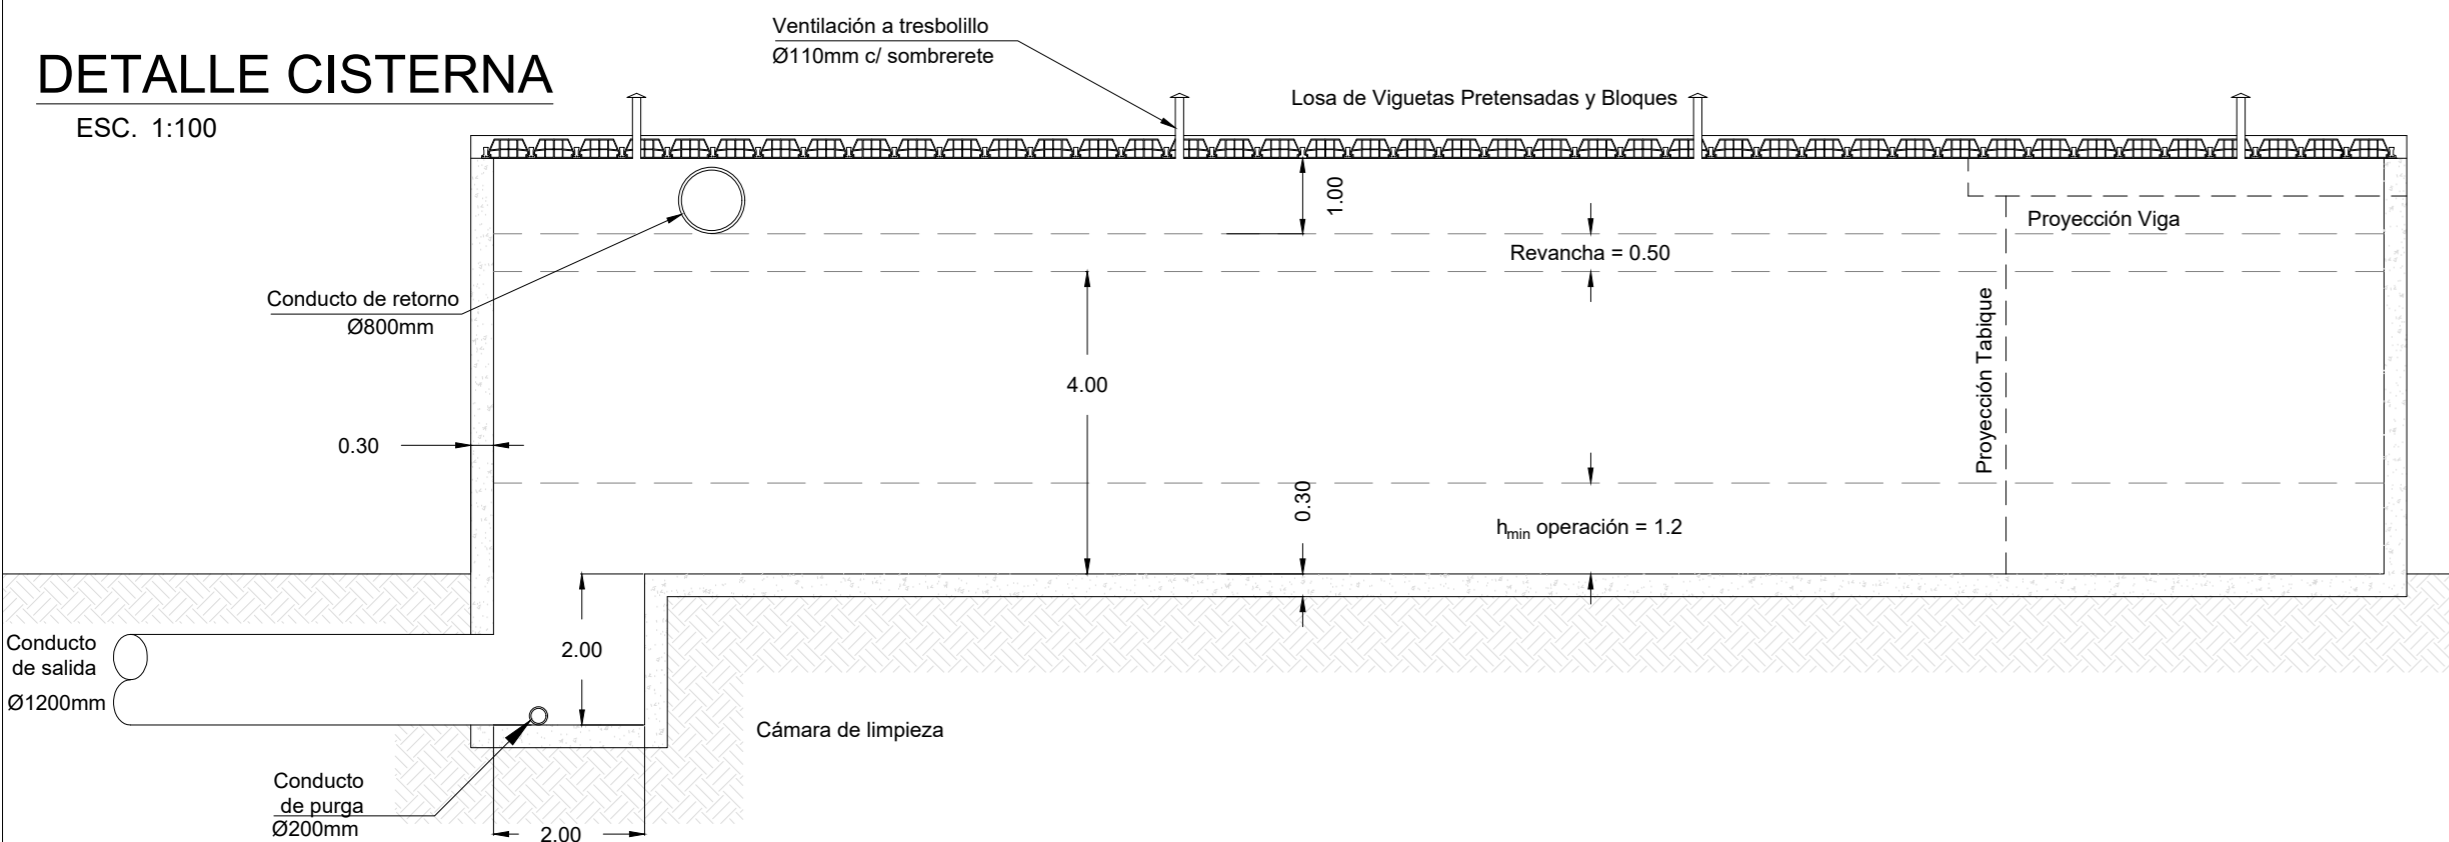 DETALLE CISTERNA
ESC. 1:100
Ventilación a tresbolillo
Ø110mm c/ sombrerete
Losa de Viguetas Pretensadas y Bloques
1.00
Proyección Viga
Revancha = 0.50
Conducto de retorno
Ø800mm
Proyección Tabique
4.00
0.30
0.30
hmin operación = 1.2
Conducto
de salida
Ø1200mm
2.00
Cámara de limpieza
Conducto
de purga
Ø200mm
2.00